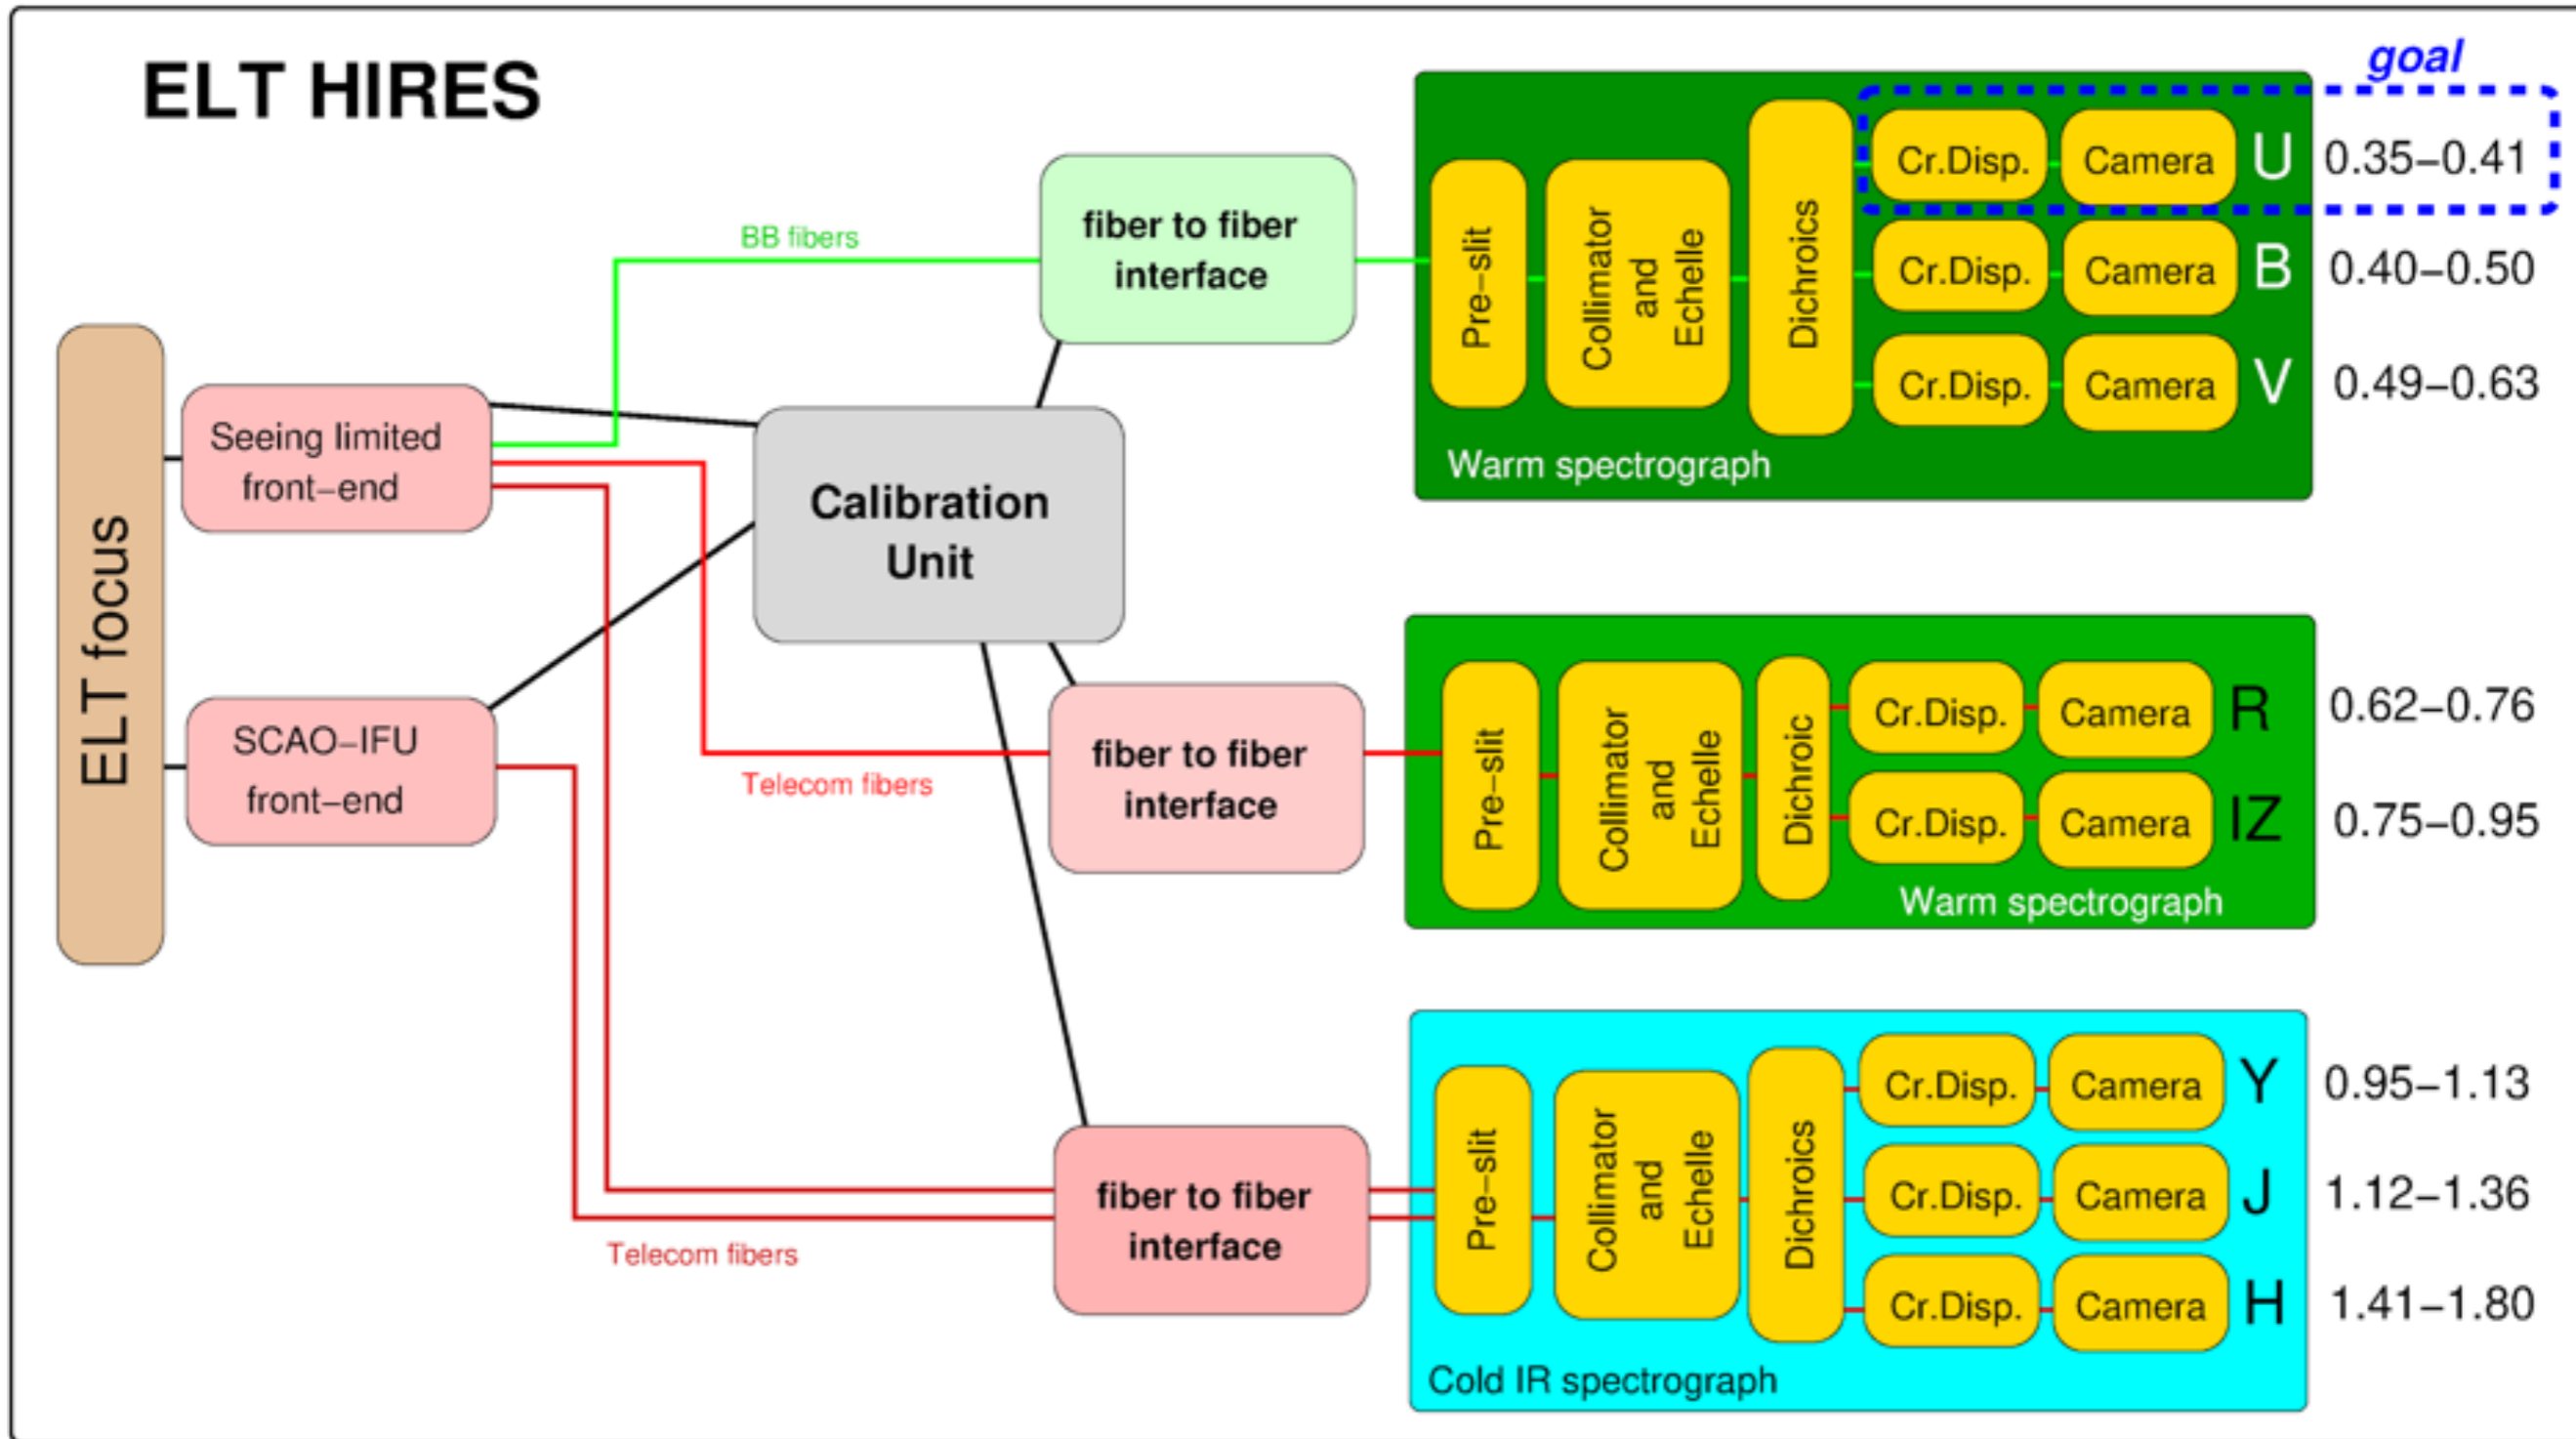 ELT HIRES
goal
BB fibers
fiber to fiber
interface
Pre–slit
Collimator
and
Echelle
Dichroics
Cr.Disp.
Camera
U
0.35–0.41
Cr.Disp.
Camera
B
0.40–0.50
Cr.Disp.
Camera
V
0.49–0.63
Warm spectrograph
ELT focus
Seeing limited
front–end
Calibration
Unit
SCAO–IFU
front–end
Telecom fibers
fiber to fiber
interface
Pre–slit
Collimator
and
Echelle
Dichroic
Cr.Disp.
Camera
R
0.62–0.76
Cr.Disp.
Camera
IZ
0.75–0.95
Warm spectrograph
Telecom fibers
fiber to fiber
interface
Pre–slit
Collimator
and
Echelle
Dichroics
Cr.Disp.
Camera
Y
0.95–1.13
Cr.Disp.
Camera
J
1.12–1.36
Cr.Disp.
Camera
H
1.41–1.80
Cold IR spectrograph